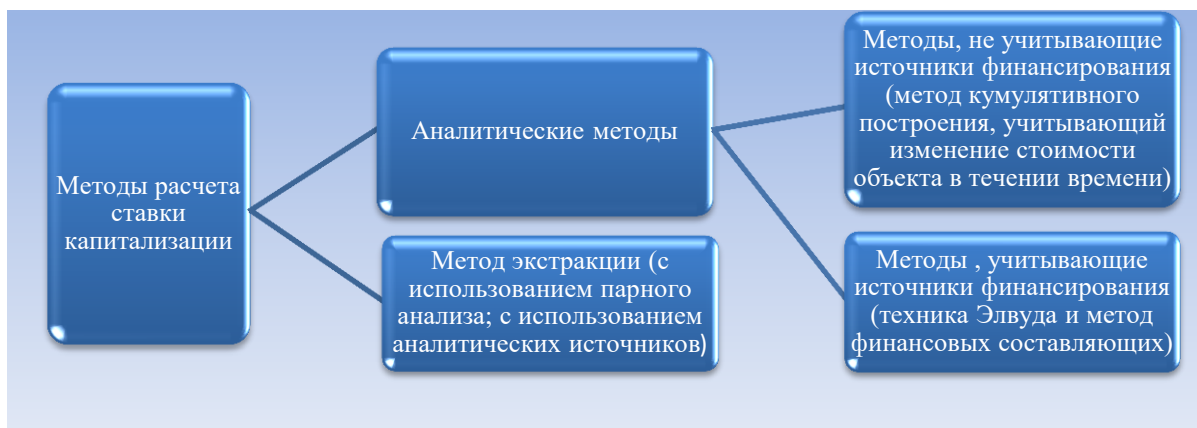 Методы расчета
ставки
капитализации
Аналитические методы
Метод экстракции (с
использованием парного
анализа; с использованием
аналитических источников)
Методы, не учитывающие
источники финансирования
(метод кумулятивного
построения, учитывающий
изменение стоимости
объекта в течении времени)
Методы , учитывающие
источники финансирования
(техника Элвуда и метод
финансовых составляющих)